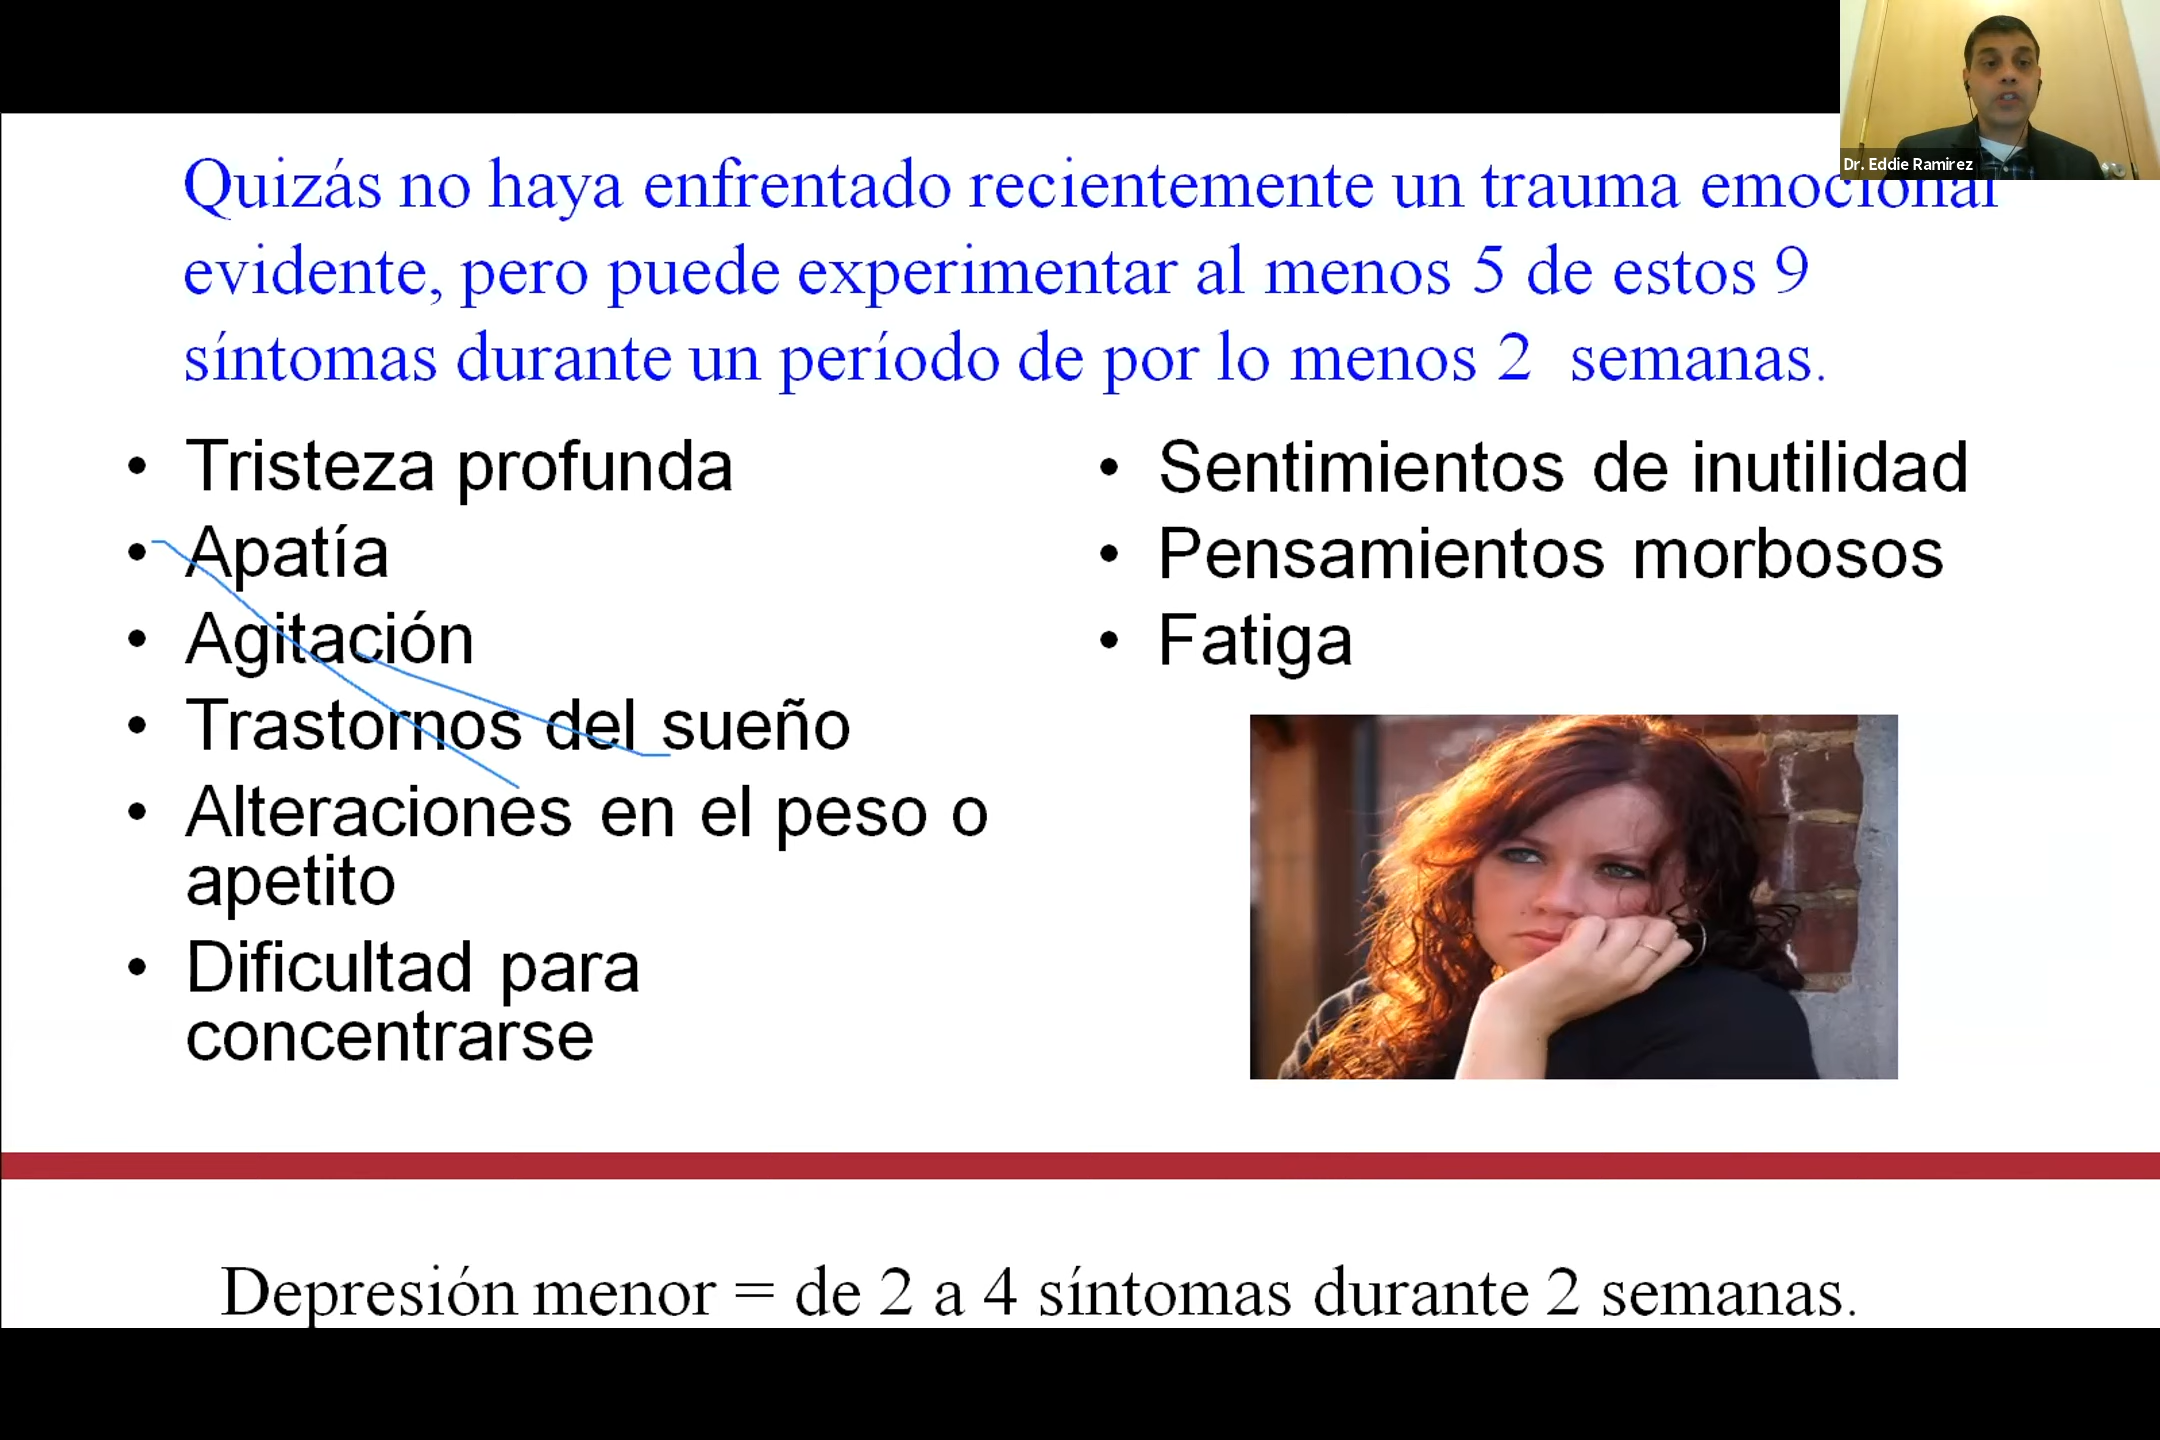 Dr. Eddie Ramirez
Quizás no haya enfrentado recientemente un trauma emocional
evidente, pero puede experimentar al menos 5 de estos 9
síntomas durante un período de por lo menos 2 semanas.
• Tristeza profunda
• Apatía
• Agitación
• Trastornos del sueño
• Alteraciones en el peso o
apetito
• Dificultad para
concentrarse
• Sentimientos de inutilidad
• Pensamientos morbosos
• Fatiga
Depresión menor = de 2 a 4 síntomas durante 2 semanas.